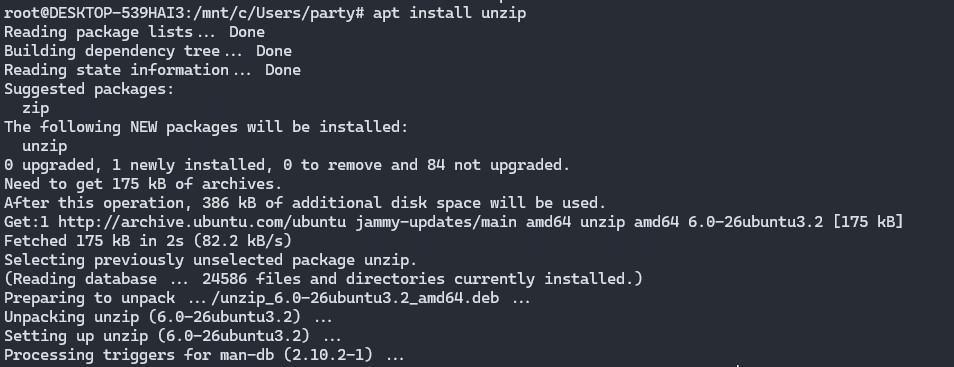 root@DESKTOP-539HAI3:/mnt/c/Users/party# apt install unzip
Reading package lists... Done
Building dependency tree... Done
Reading state information... Done
Suggested packages:
  zip
The following NEW packages will be installed:
  unzip
0 upgraded, 1 newly installed, 0 to remove and 84 not upgraded.
Need to get 175 kB of archives.
After this operation, 386 kB of additional disk space will be used.
Get:1 http://archive.ubuntu.com/ubuntu jammy-updates/main amd64 unzip amd64 6.0-26ubuntu3.2 [175 kB]
Fetched 175 kB in 2s (82.2 kB/s)
Selecting previously unselected package unzip.
(Reading database ... 24586 files and directories currently installed.)
Preparing to unpack .../unzip_6.0-26ubuntu3.2_amd64.deb ...
Unpacking unzip (6.0-26ubuntu3.2) ...
Setting up unzip (6.0-26ubuntu3.2) ...
Processing triggers for man-db (2.10.2-1) ...